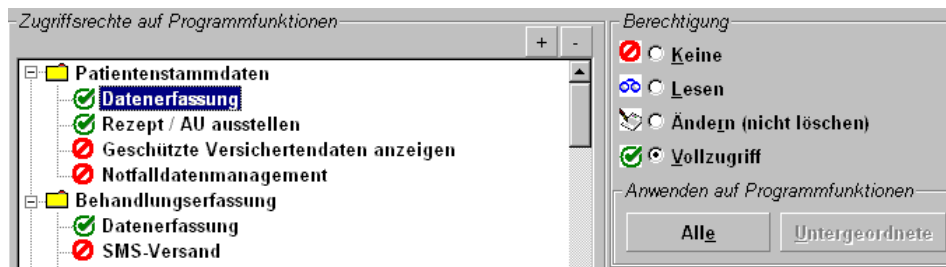 Zugriffsrechte auf Programmfunktionen
+ -
Patientenstammdaten
Datenerfassung
Rezept / AU ausstellen
Geschützte Versichertendaten anzeigen
Notfalldatenmanagement
Behandlungserfassung
Datenerfassung
SMS-Versand
Berechtigung
Keine
Lesen
Ändern (nicht löschen)
Vollzugriff
Anwenden auf Programmfunktionen
Alle Untergeordnete